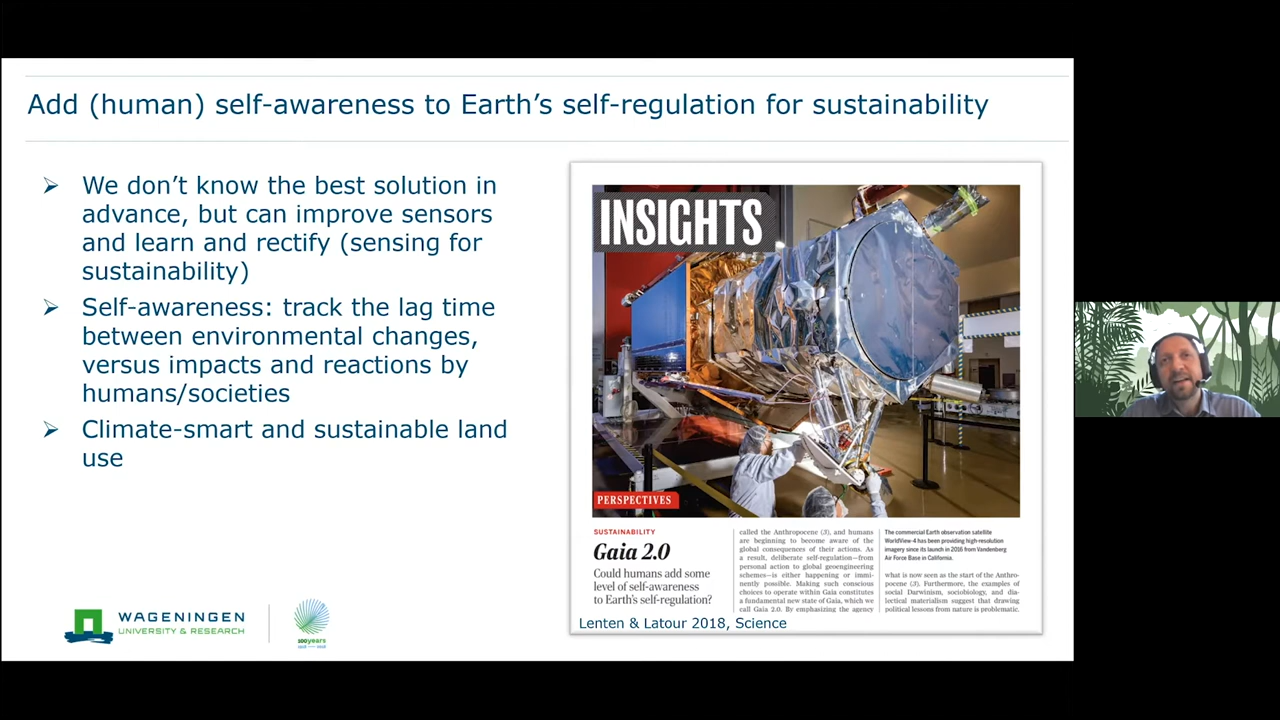 Add (human) self-awareness to Earth's self-regulation for sustainability
➢ We don't know the best solution in
advance, but can improve sensors
and learn and rectify (sensing for
sustainability)
➢ Self-awareness: track the lag time
between environmental changes,
versus impacts and reactions by
humans/societies
➢ Climate-smart and sustainable land
use
INSIGHTS
PERSPECTIVES
SUSTAINABILITY
Gaia 2.0
Could humans add some
level of self-awareness
to Earth's self-regulation?
called the Anthropocene (3), and humans
are beginning to become aware of the
global consequences of their actions. As
a result, deliberate self-regulation—from
personal action to global geoengineering
schemes—is either happening or immi-
nently possible. Making such conscious
choices to operate within Gaia constitutes
a fundamental new state of Gaia, which we
call Gaia 2.0. By emphasizing the agency
The commercial Earth observation satellite
WorldView-4 has been providing high-resolution
imagery since its launch in 2016 from Vandenberg
Air Force Base in California.
what is now seen as the start of the Anthro-
pocene (3). Furthermore, the examples of
social Darwinism, sociobiology, and dia-
lectical materialism suggest that drawing
political lessons from nature is problematic.
Lenten & Latour 2018, Science
WAGENINGEN
UNIVERSITY & RESEARCH
100years